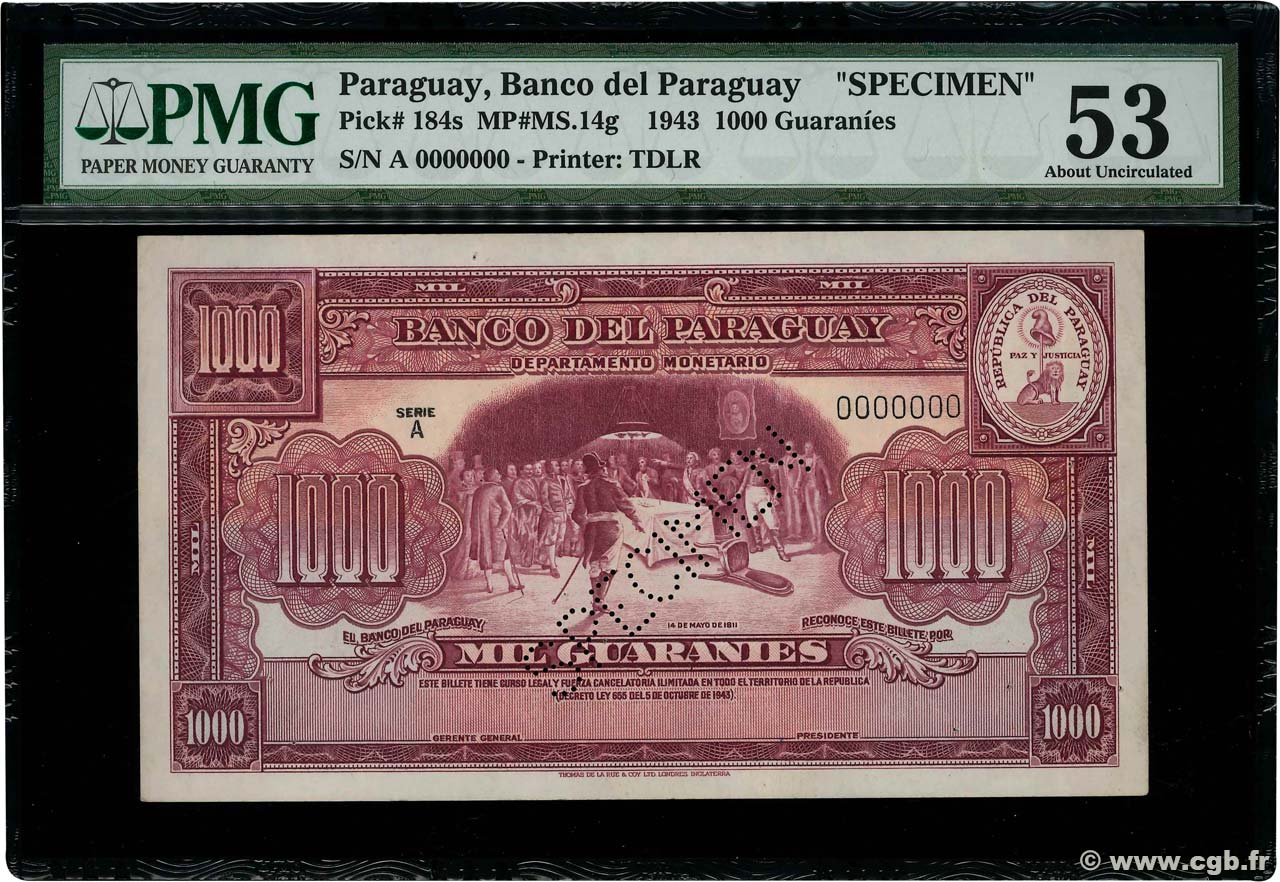 PMG
PAPER MONEY GUARANTY
Paraguay, Banco del Paraguay "SPECIMEN"
Pick# 184s MP#MS.14g 1943 1000 Guaraníes
S/N A 0000000 - Printer: TDLR
53
About Uncirculated
MIL MIL
1000
BANCO DEL PARAGUAY
DEPARTAMENTO MONETARIO
REPÚBLICA DEL PARAGUAY
PAZ Y JUSTICIA
SERIE
A
0000000
1000 1000
MIL MIL
SPECIMEN
14 DE MAYO DE 1811
EL BANCO DEL PARAGUAY RECONOCE ESTE BILLETE POR
MIL GUARANIES
ESTE BILLETE TIENE CURSO LEGAL Y FUERZA CANCELATORIA ILIMITADA EN TODO EL TERRITORIO DE LA REPUBLICA
(DECRETO LEY 655 DEL 5 DE OCTUBRE DE 1943)
1000 1000
GERENTE GENERAL PRESIDENTE
THOMAS DE LA RUE & COY LTD. LONDRES INGLATERRA
© www.cgb.fr